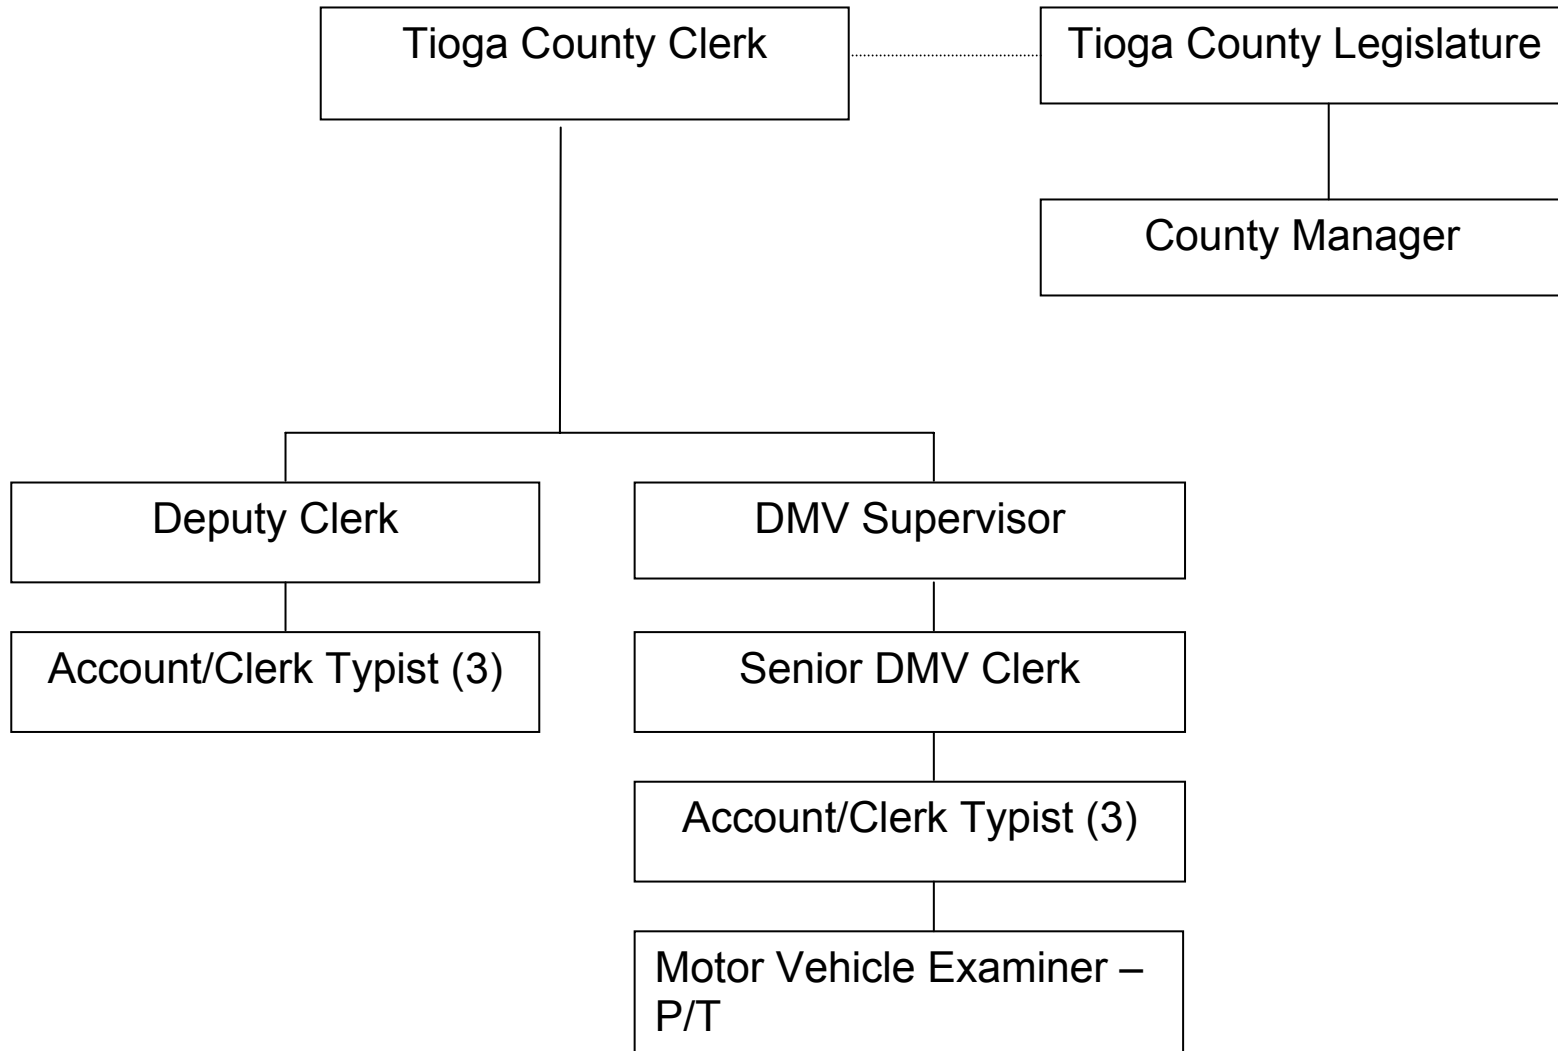 Tioga County Clerk
Tioga County Legislature
County Manager
Deputy Clerk
DMV Supervisor
Account/Clerk Typist (3)
Senior DMV Clerk
Account/Clerk Typist (3)
Motor Vehicle Examiner –
P/T